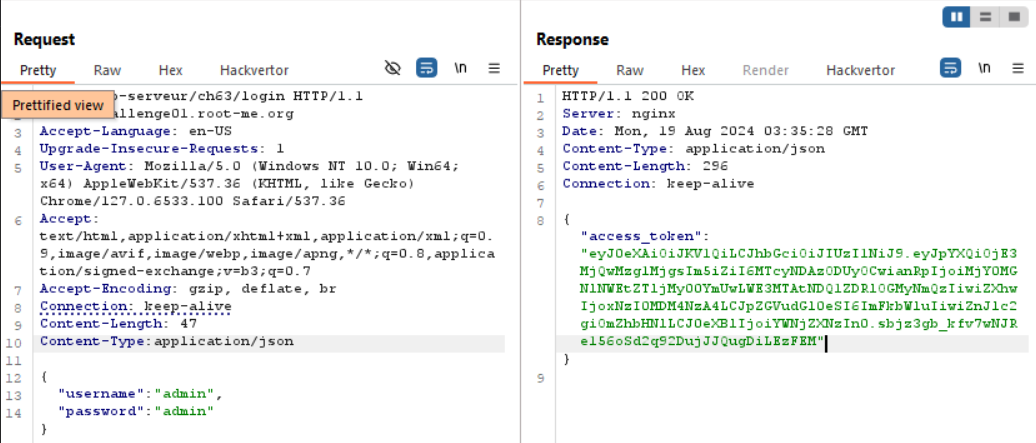 Request
Pretty Raw Hex Hackvertor \n
Prettified view
o-serveur/ch63/login HTTP/1.1
allenge01.root-me.org
3 Accept-Language: en-US
4 Upgrade-Insecure-Requests: 1
5 User-Agent: Mozilla/5.0 (Windows NT 10.0; Win64;
x64) AppleWebKit/537.36 (KHTML, like Gecko)
Chrome/127.0.6533.100 Safari/537.36
6 Accept:
text/html,application/xhtml+xml,application/xml;q=0.
9,image/avif,image/webp,image/apng,*/*;q=0.8,applica
tion/signed-exchange;v=b3;q=0.7
7 Accept-Encoding: gzip, deflate, br
8 Connection: keep-alive
9 Content-Length: 47
10 Content-Type:application/json
11
12 {
13 "username":"admin",
14 "password":"admin"
}
Response
Pretty Raw Hex Render Hackvertor \n
1 HTTP/1.1 200 OK
2 Server: nginx
3 Date: Mon, 19 Aug 2024 03:35:28 GMT
4 Content-Type: application/json
5 Content-Length: 296
6 Connection: keep-alive
7
8 {
"access_token":
"eyJ0eXAiOiJKV1QiLCJhbGciOiJIUzI1NiJ9.eyJpYXQiOjE3
MjQwMzg1MjgsIm5iZiI6MTcyNDAzODUyOCwianRpIjoiMjY0MG
}
9